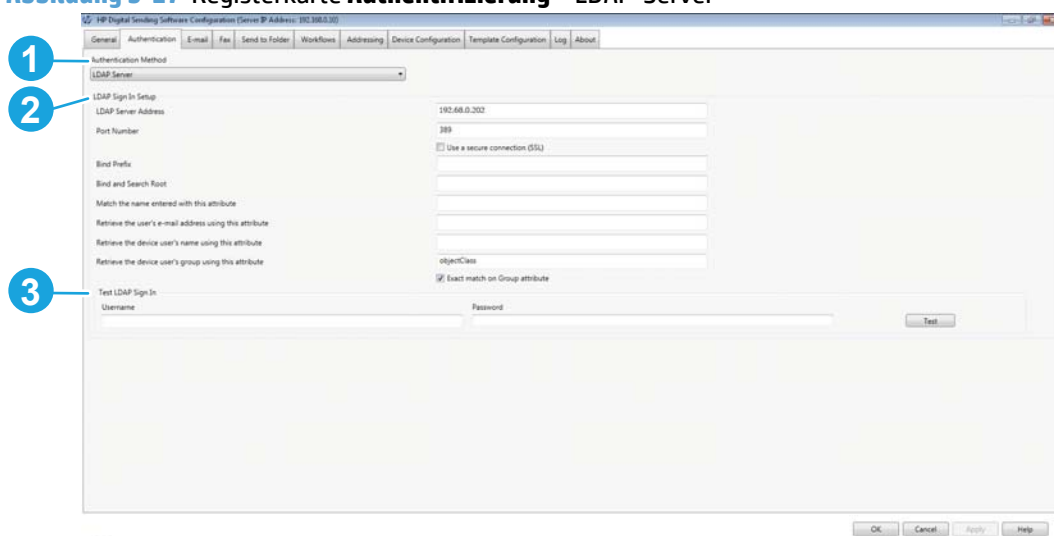 Registerkarte Authentifizierung – LDAP-Server
HP Digital Sending Software Configuration (Server IP Address: 192.168.0.30)
General Authentication E-mail Fax Send to Folder Workflows Addressing Device Configuration Template Configuration Log About
1
Authentication Method
LDAP Server
2
LDAP Sign In Setup
LDAP Server Address 192.68.0.202
Port Number 389
Use a secure connection (SSL)
Bind Prefix
Bind and Search Root
Match the name entered with this attribute
Retrieve the user's e-mail address using this attribute
Retrieve the device user's name using this attribute
Retrieve the device user's group using this attribute objectClass
Exact match on Group attribute
3
Test LDAP Sign In
Username Password
Test
OK Cancel Apply Help